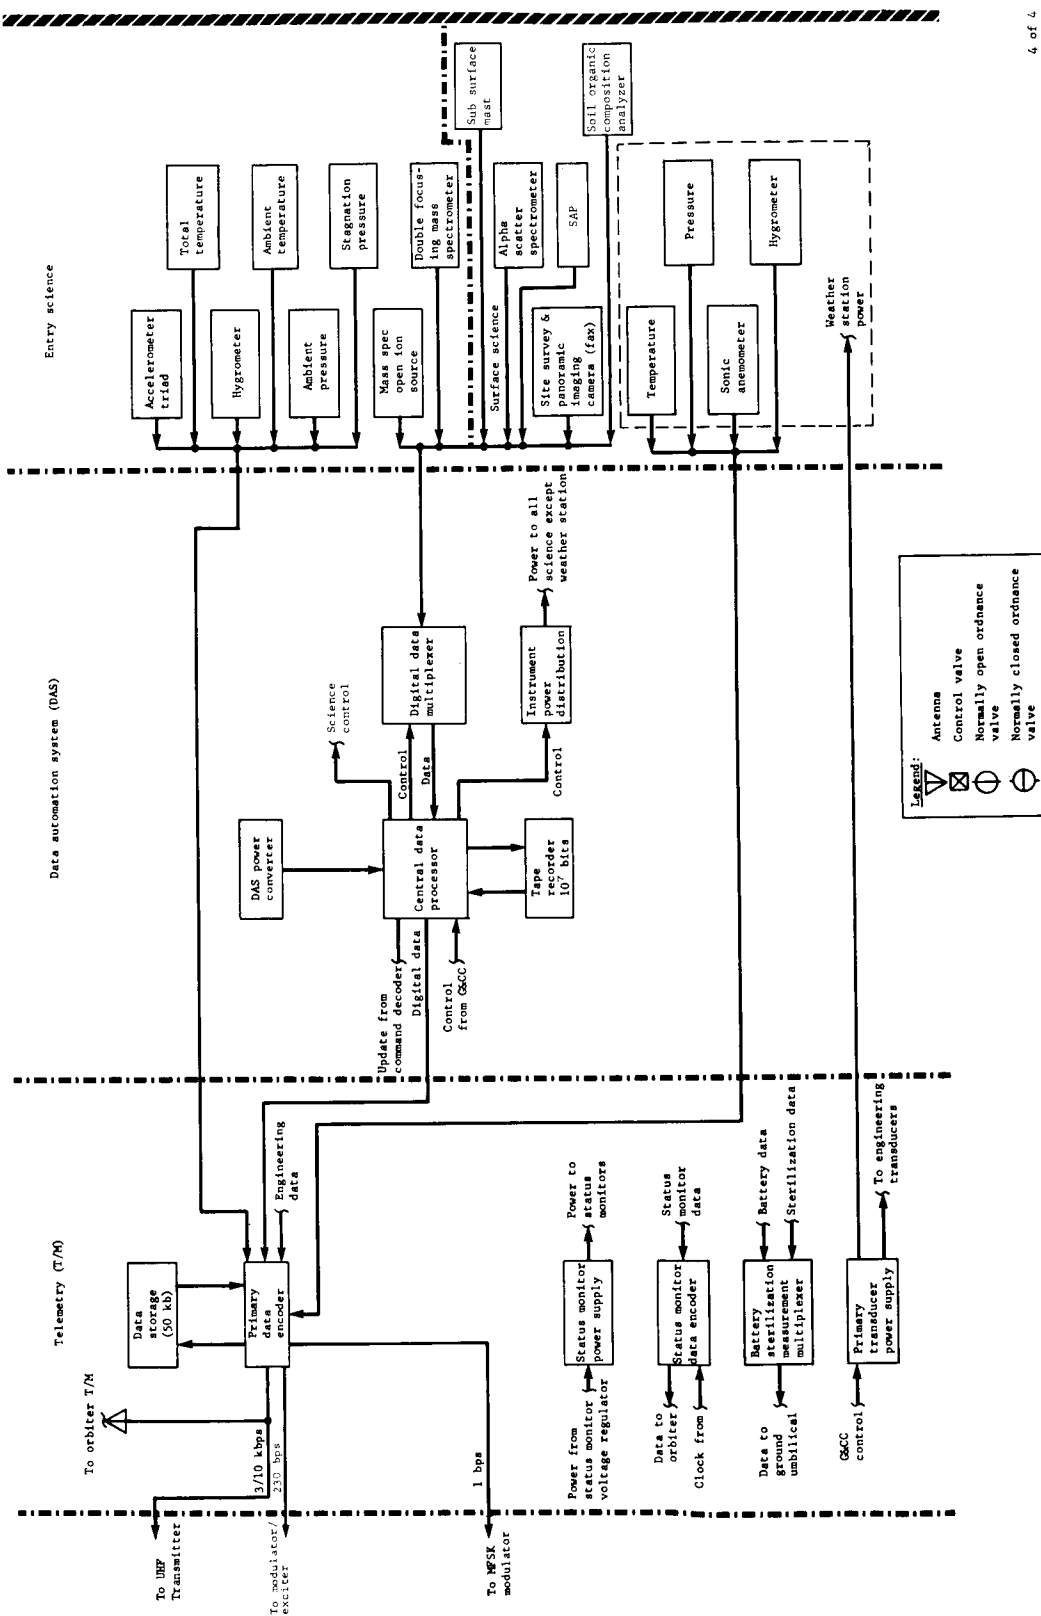 4 of 4
Entry science
Accelerometer
triad
Total
temperature
Hygrometer
Ambient
temperature
Ambient
pressure
Stagnation
pressure
Mass spec
open ion
source
Double focus-
ing mass
spectrometer
Sub surface
mast
Surface science
Alpha
scatter
spectrometer
SAP
Site survey &
panoramic
imaging
camera (fax)
Soil organic
composition
analyzer
Temperature
Pressure
Sonic
anemometer
Hygrometer
Weather
station
power
Data automation system (DAS)
DAS power
converter
Science
control
Control
Data
Digital data
multiplexer
Central data
processor
Update from
command decoder
Digital data
Control
from G&CC
Tape
recorder
10⁷ bits
Control
Instrument
power
distribution
Power to all
science except
weather station
Telemetry (T/M)
To orbiter T/M
Data
storage
(50 kb)
Primary
data
encoder
Engineering
data
3/10 kbps
230 bps
1 bps
To UHF
Transmitter
To modulator/
exciter
To MFSK
modulator
Power from
status monitor
voltage regulator
Status monitor
power supply
Power to
status
monitors
Data to
orbiter
Clock from
Status monitor
data encoder
Status
monitor
data
Data to
ground
umbilical
Battery
sterilization
measurement
multiplexer
Battery data
Sterilization data
G&CC
control
Primary
transducer
power supply
To engineering
transducers
Legend:
Antenna
Control valve
Normally open ordnance
valve
Normally closed ordnance
valve